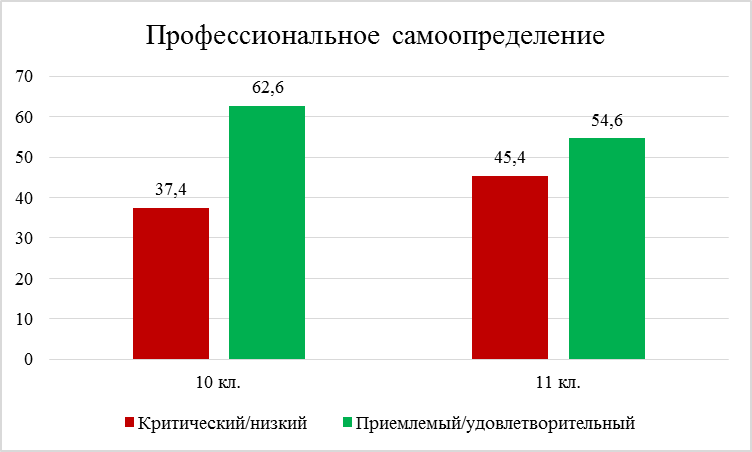 Профессиональное самоопределение
70
60
50
40
30
20
10
0
37,4
62,6
45,4
54,6
10 кл.
11 кл.
Критический/низкий
Приемлемый/удовлетворительный